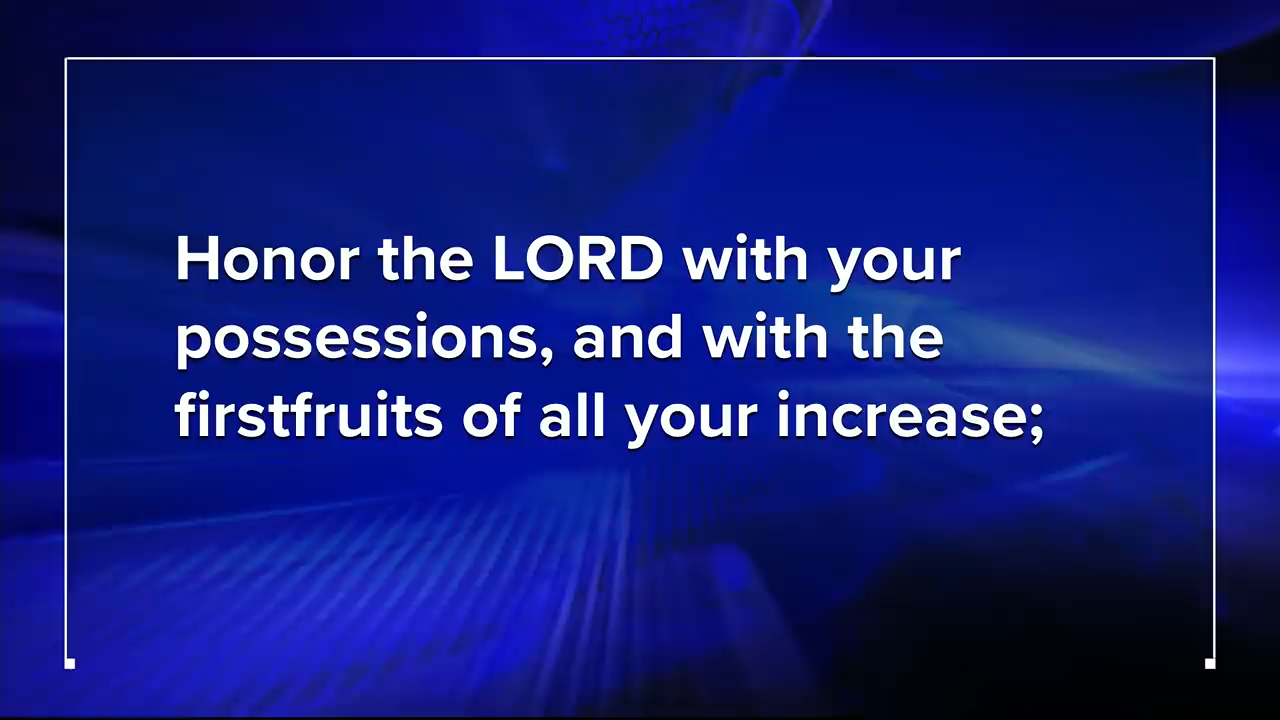 Honor the LORD with your
possessions, and with the
firstfruits of all your increase;